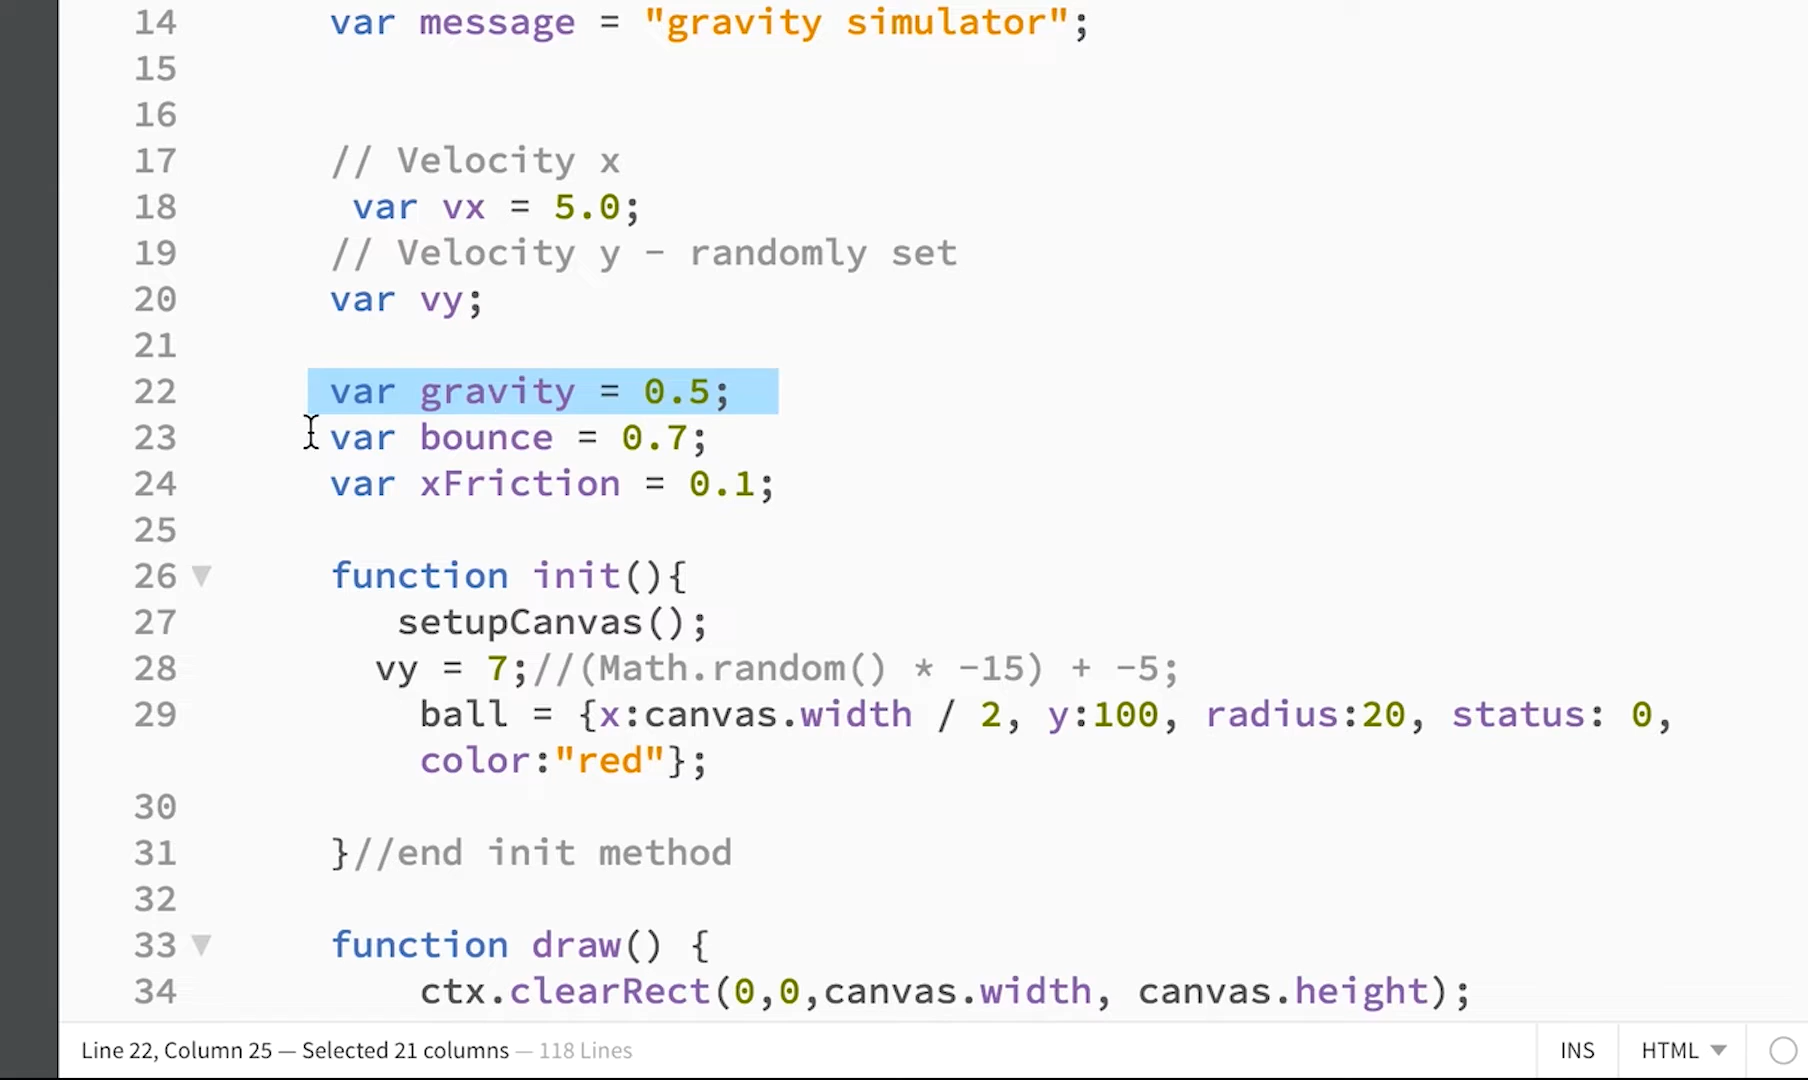 14 var message = "gravity simulator";
15
16
17 // Velocity x
18 var vx = 5.0;
19 // Velocity y - randomly set
20 var vy;
21
22 var gravity = 0.5;
23 var bounce = 0.7;
24 var xFriction = 0.1;
25
26 function init(){
27 setupCanvas();
28 vy = 7;//(Math.random() * -15) + -5;
29 ball = {x:canvas.width / 2, y:100, radius:20, status: 0,
color:"red"};
30
31 }//end init method
32
33 function draw() {
34 ctx.clearRect(0,0,canvas.width, canvas.height);
Line 22, Column 25 — Selected 21 columns — 118 Lines INS HTML